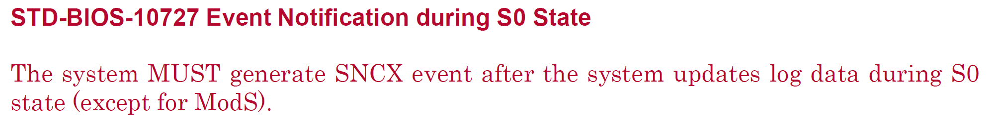 STD-BIOS-10727 Event Notification during S0 State
The system MUST generate SNCX event after the system updates log data during S0
state (except for ModS).